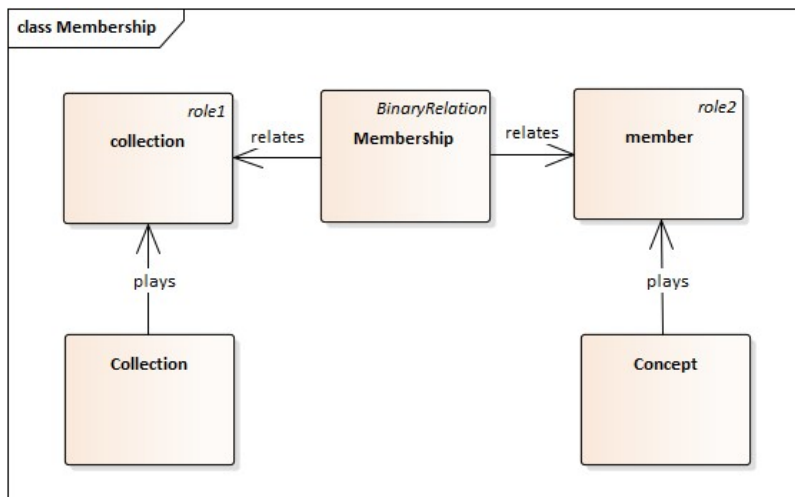 class Membership
role1
collection
relates
BinaryRelation
Membership
relates
role2
member
plays
plays
Collection
Concept